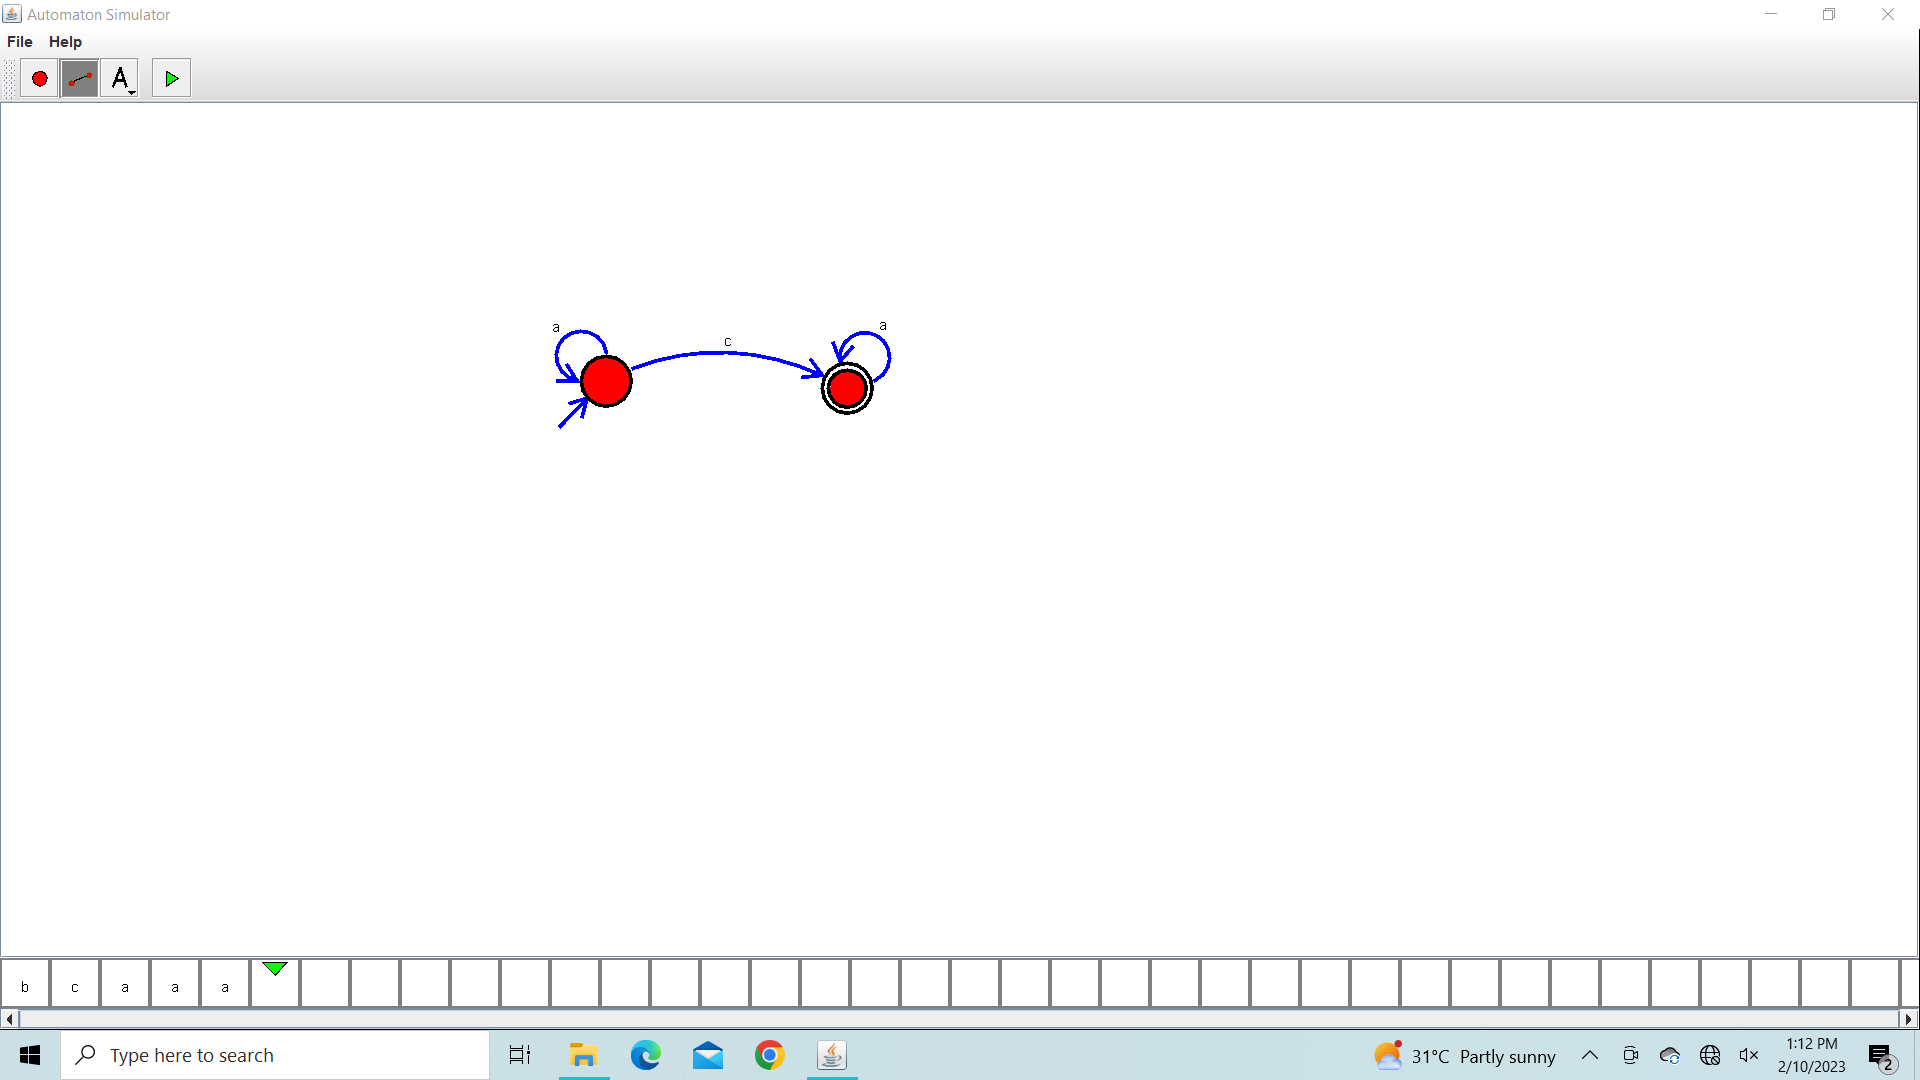 Automaton Simulator
File Help
A
a
c
a
b c a a a
Type here to search
31°C Partly sunny
1:12 PM
2/10/2023
2